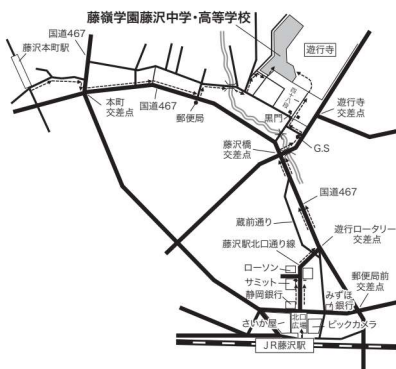 藤嶺学園藤沢中学・高等学校
国道467
藤沢本町駅
遊行寺
本町
交差点
国道467
郵便局
黒門
遊行寺
交差点
藤沢橋
交差点
G.S
国道467
蔵前通り
藤沢駅北口通り線
遊行ロータリー
交差点
ローソン
サミット
静岡銀行
みずほ
銀行
郵便局前
交差点
さいか屋
北口
広場
ビックカメラ
JR藤沢駅